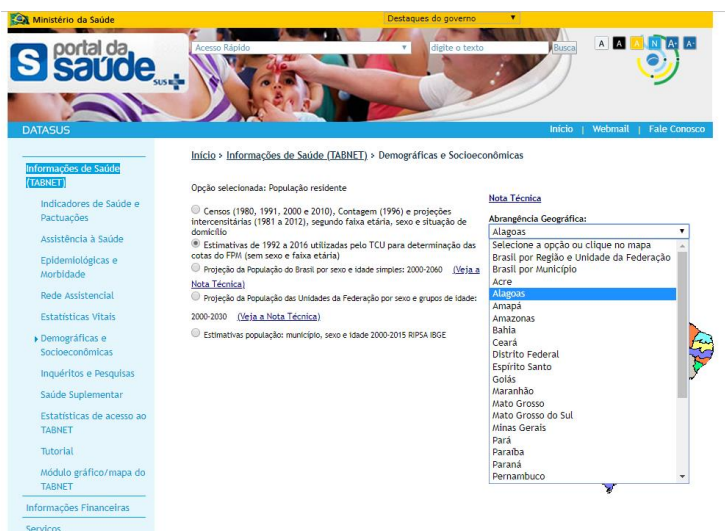 Ministério da Saúde
Destaques do governo
portal da
saúde
SUS
Acesso Rápido
digite o texto
Busca
A A A N A+ A-
DATASUS
Início | Webmail | Fale Conosco
Informações de Saúde
(TABNET)
Indicadores de Saúde e
Pactuações
Assistência à Saúde
Epidemiológicas e
Morbidade
Rede Assistencial
Estatísticas Vitais
Demográficas e
Socioeconômicas
Inquéritos e Pesquisas
Saúde Suplementar
Estatísticas de acesso ao
TABNET
Tutorial
Módulo gráfico/mapa do
TABNET
Informações Financeiras
Serviços
Início > Informações de Saúde (TABNET) > Demográficas e Socioeconômicas
Opção selecionada: População residente
Censos (1980, 1991, 2000 e 2010), Contagem (1996) e projeções
intercensitárias (1981 a 2012), segundo faixa etária, sexo e situação de
domicílio
Estimativas de 1992 a 2016 utilizadas pelo TCU para determinação das
cotas do FPM (sem sexo e faixa etária)
Projeção da População do Brasil por sexo e idade simples: 2000-2060 (Veja a
Nota Técnica)
Projeção da População das Unidades da Federação por sexo e grupos de idade:
2000-2030 (Veja a Nota Técnica)
Estimativas população: município, sexo e idade 2000-2015 RIPSA IBGE
Nota Técnica
Abrangência Geográfica:
Alagoas
Selecione a opção ou clique no mapa
Brasil por Região e Unidade da Federação
Brasil por Município
Acre
Alagoas
Amapá
Amazonas
Bahia
Ceará
Distrito Federal
Espírito Santo
Goiás
Maranhão
Mato Grosso
Mato Grosso do Sul
Minas Gerais
Pará
Paraíba
Paraná
Pernambuco